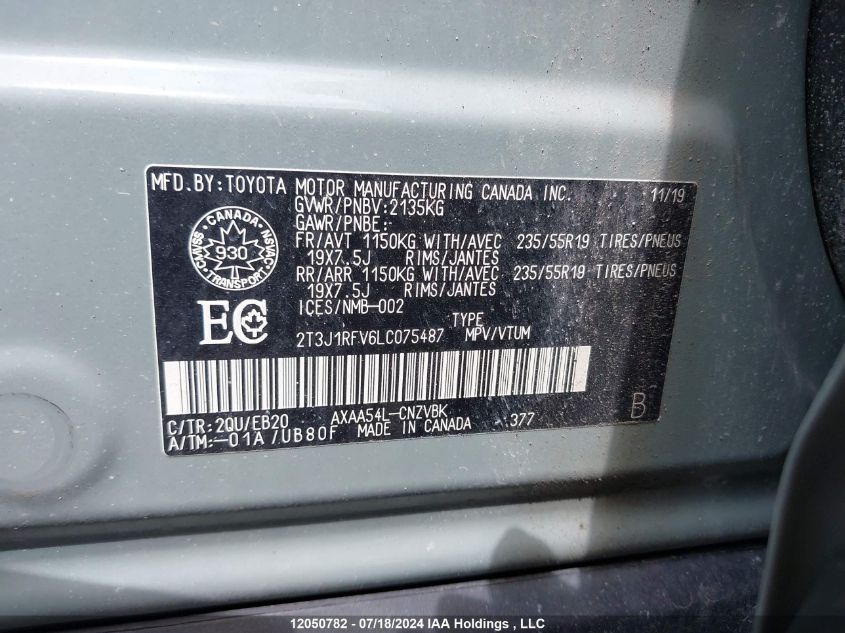 MFD.BY:TOYOTA MOTOR MANUFACTURING CANADA INC. 11/19
GVWR/PNBV:2135KG
GAWR/PNBE:-
FR/AVT 1150KG WITH/AVEC 235/55R19 TIRES/PNEUS
19X7.5J RIMS/JANTES
RR/ARR 1150KG WITH/AVEC 235/55R19 TIRES/PNEUS
19X7.5J RIMS/JANTES
ICES/NMB-002
CANADA
CMVSS 930 NSVAC
TRANSPORT
EC
TYPE
2T3J1RFV6LC075487 MPV/VTUM
C/TR:2QU/EB20 AXAA54L-CNZVBK
A/TM:-01A /UB80F MADE IN CANADA 377 B
12050782 - 07/18/2024 IAA Holdings , LLC